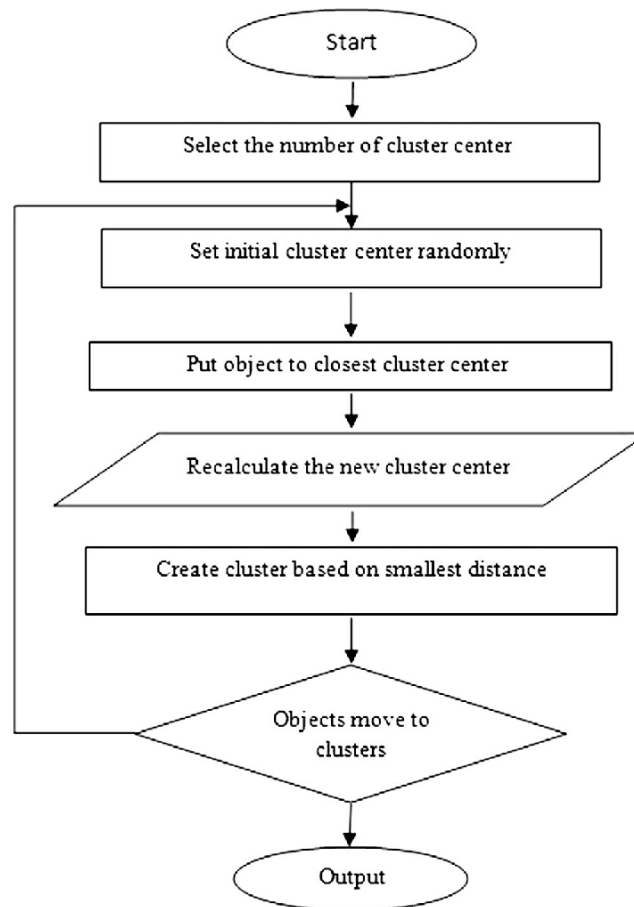 Start
Select the number of cluster center
Set initial cluster center randomly
Put object to closest cluster center
Recalculate the new cluster center
Create cluster based on smallest distance
Objects move to
clusters
Output